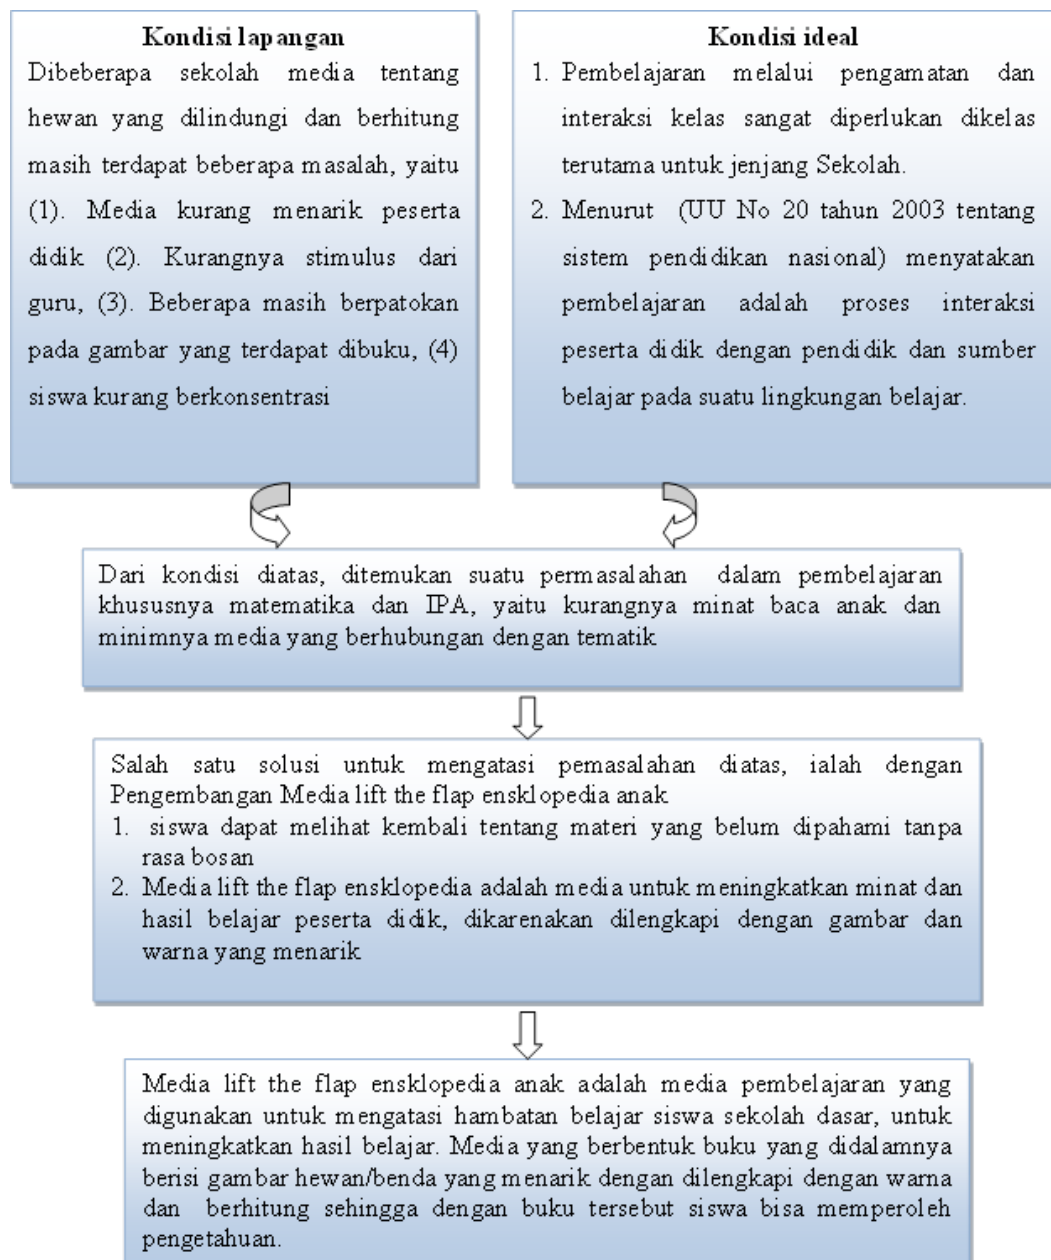 Kondisi lapangan
Dibeberapa sekolah media tentang
hewan yang dilindungi dan berhitung
masih terdapat beberapa masalah, yaitu
(1). Media kurang menarik peserta
didik (2). Kurangnya stimulus dari
guru, (3). Beberapa masih berpatokan
pada gambar yang terdapat dibuku, (4)
siswa kurang berkonsentrasi
Kondisi ideal
1. Pembelajaran melalui pengamatan dan
interaksi kelas sangat diperlukan dikelas
terutama untuk jenjang Sekolah.
2. Menurut (UU No 20 tahun 2003 tentang
sistem pendidikan nasional) menyatakan
pembelajaran adalah proses interaksi
peserta didik dengan pendidik dan sumber
belajar pada suatu lingkungan belajar.
Dari kondisi diatas, ditemukan suatu permasalahan dalam pembelajaran
khususnya matematika dan IPA, yaitu kurangnya minat baca anak dan
minimnya media yang berhubungan dengan tematik
Salah satu solusi untuk mengatasi pemasalahan diatas, ialah dengan
Pengembangan Media lift the flap ensklopedia anak
1. siswa dapat melihat kembali tentang materi yang belum dipahami tanpa
rasa bosan
2. Media lift the flap ensklopedia adalah media untuk meningkatkan minat dan
hasil belajar peserta didik, dikarenakan dilengkapi dengan gambar dan
warna yang menarik
Media lift the flap ensklopedia anak adalah media pembelajaran yang
digunakan untuk mengatasi hambatan belajar siswa sekolah dasar, untuk
meningkatkan hasil belajar. Media yang berbentuk buku yang didalamnya
berisi gambar hewan/benda yang menarik dengan dilengkapi dengan warna
dan berhitung sehingga dengan buku tersebut siswa bisa memperoleh
pengetahuan.